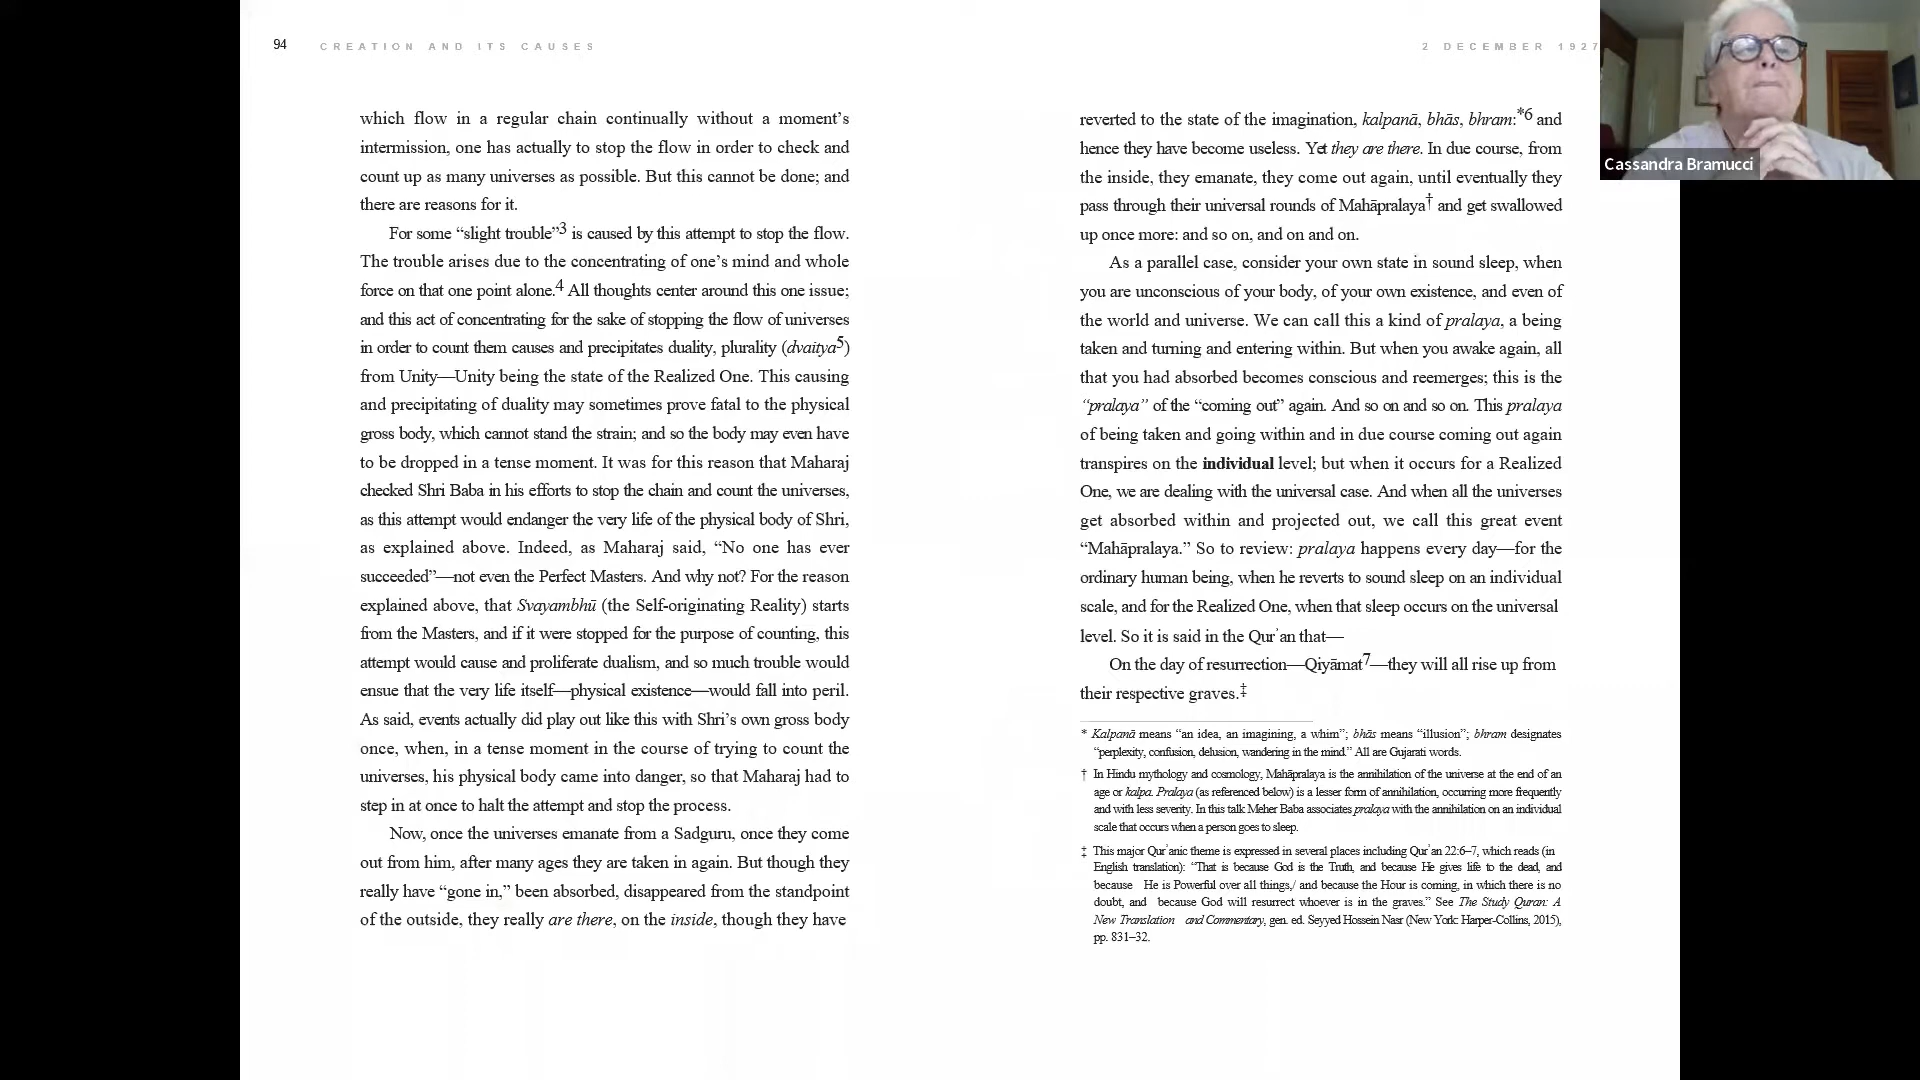 94
CREATION AND ITS CAUSES
which flow in a regular chain continually without a moment’s
intermission, one has actually to stop the flow in order to check and
count up as many universes as possible. But this cannot be done; and
there are reasons for it.
For some “slight trouble”3 is caused by this attempt to stop the flow.
The trouble arises due to the concentrating of one’s mind and whole
force on that one point alone.4 All thoughts center around this one issue;
and this act of concentrating for the sake of stopping the flow of universes
in order to count them causes and precipitates duality, plurality (dvaitya5)
from Unity—Unity being the state of the Realized One. This causing
and precipitating of duality may sometimes prove fatal to the physical
gross body, which cannot stand the strain; and so the body may even have
to be dropped in a tense moment. It was for this reason that Maharaj
checked Shri Baba in his efforts to stop the chain and count the universes,
as this attempt would endanger the very life of the physical body of Shri,
as explained above. Indeed, as Maharaj said, “No one has ever
succeeded”—not even the Perfect Masters. And why not? For the reason
explained above, that Svayambhū (the Self-originating Reality) starts
from the Masters, and if it were stopped for the purpose of counting, this
attempt would cause and proliferate dualism, and so much trouble would
ensue that the very life itself—physical existence—would fall into peril.
As said, events actually did play out like this with Shri’s own gross body
once, when, in a tense moment in the course of trying to count the
universes, his physical body came into danger, so that Maharaj had to
step in at once to halt the attempt and stop the process.
Now, once the universes emanate from a Sadguru, once they come
out from him, after many ages they are taken in again. But though they
really have “gone in,” been absorbed, disappeared from the standpoint
of the outside, they really are there, on the inside, though they have
2 DECEMBER 1927
reverted to the state of the imagination, kalpanā, bhās, bhram:*6 and
hence they have become useless. Yet they are there. In due course, from
the inside, they emanate, they come out again, until eventually they
pass through their universal rounds of Mahāpralaya† and get swallowed
up once more: and so on, and on and on.
As a parallel case, consider your own state in sound sleep, when
you are unconscious of your body, of your own existence, and even of
the world and universe. We can call this a kind of pralaya, a being
taken and turning and entering within. But when you awake again, all
that you had absorbed becomes conscious and reemerges; this is the
“pralaya” of the “coming out” again. And so on and so on. This pralaya
of being taken and going within and in due course coming out again
transpires on the individual level; but when it occurs for a Realized
One, we are dealing with the universal case. And when all the universes
get absorbed within and projected out, we call this great event
“Mahāpralaya.” So to review: pralaya happens every day—for the
ordinary human being, when he reverts to sound sleep on an individual
scale, and for the Realized One, when that sleep occurs on the universal
level. So it is said in the Qurʾan that—
On the day of resurrection—Qiyāmat7—they will all rise up from
their respective graves.‡
* Kalpanā means “an idea, an imagining, a whim”; bhās means “illusion”; bhram designates
“perplexity, confusion, delusion, wandering in the mind.” All are Gujarati words.
† In Hindu mythology and cosmology, Mahāpralaya is the annihilation of the universe at the end of an
age or kalpa. Pralaya (as referenced below) is a lesser form of annihilation, occurring more frequently
and with less severity. In this talk Meher Baba associates pralaya with the annihilation on an individual
scale that occurs when a person goes to sleep.
‡ This major Qurʾanic theme is expressed in several places including Qurʾan 22:6–7, which reads (in
English translation): “That is because God is the Truth, and because He gives life to the dead, and
because He is Powerful over all things,/ and because the Hour is coming, in which there is no
doubt, and because God will resurrect whoever is in the graves.” See The Study Quran: A
New Translation and Commentary, gen. ed. Seyyed Hossein Nasr (New York: Harper-Collins, 2015),
pp. 831–32.
Cassandra Bramucci